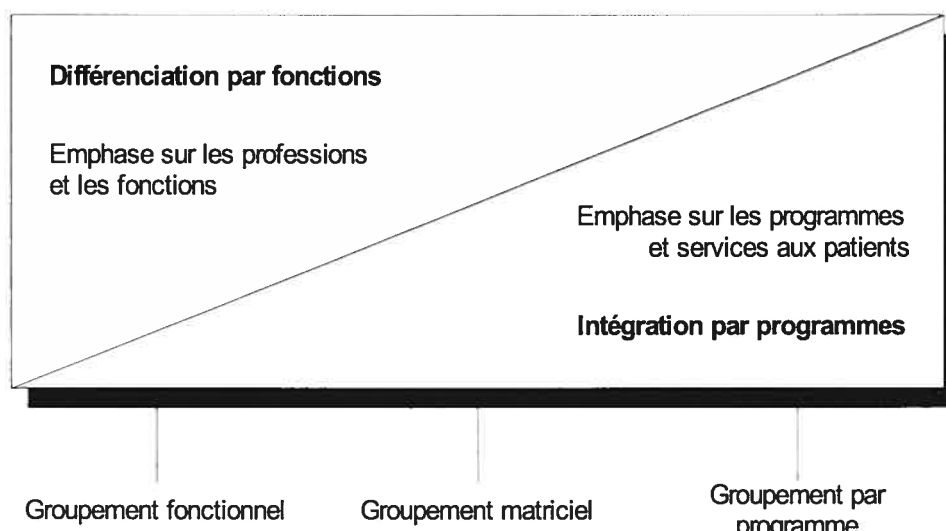 Différenciation par fonctions
Emphase sur les professions
et les fonctions
Emphase sur les programmes
et services aux patients
Intégration par programmes
Groupement fonctionnel
Groupement matriciel
Groupement par
programme